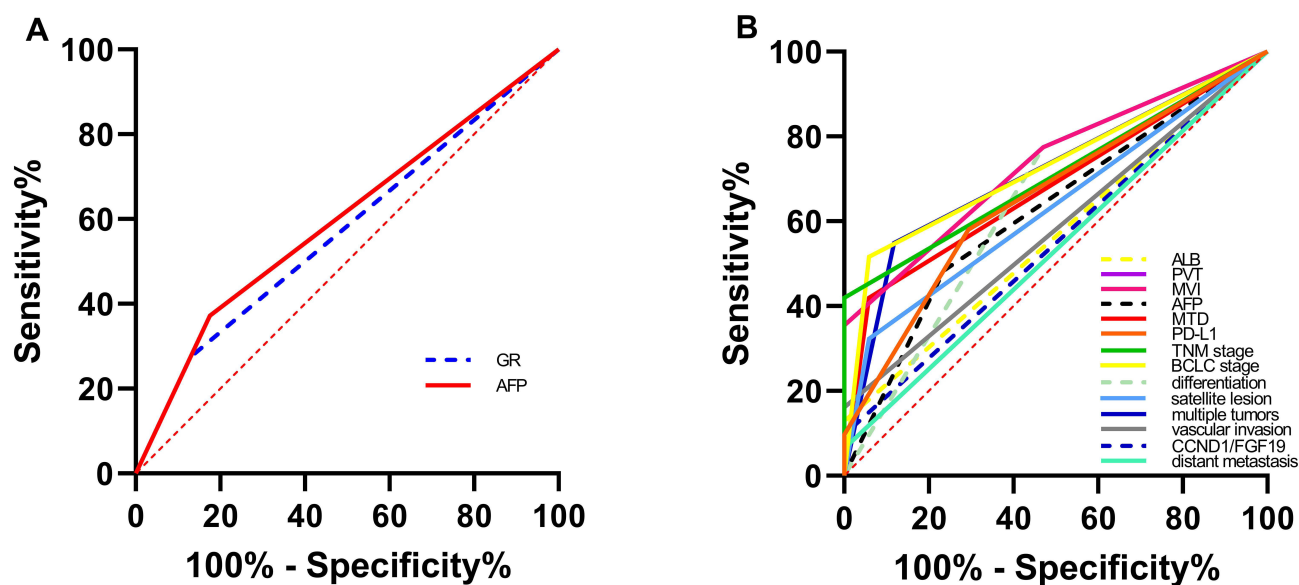 A
Sensitivity%
100
80
60
40
20
0
0 20 40 60 80 100
100% - Specificity%
GR
AFP
B
Sensitivity%
100
80
60
40
20
0
0 20 40 60 80 100
100% - Specificity%
ALB
PVT
MVI
AFP
MTD
PD-L1
TNM stage
BCLC stage
differentiation
satellite lesion
multiple tumors
vascular invasion
CCND1/FGF19
distant metastasis